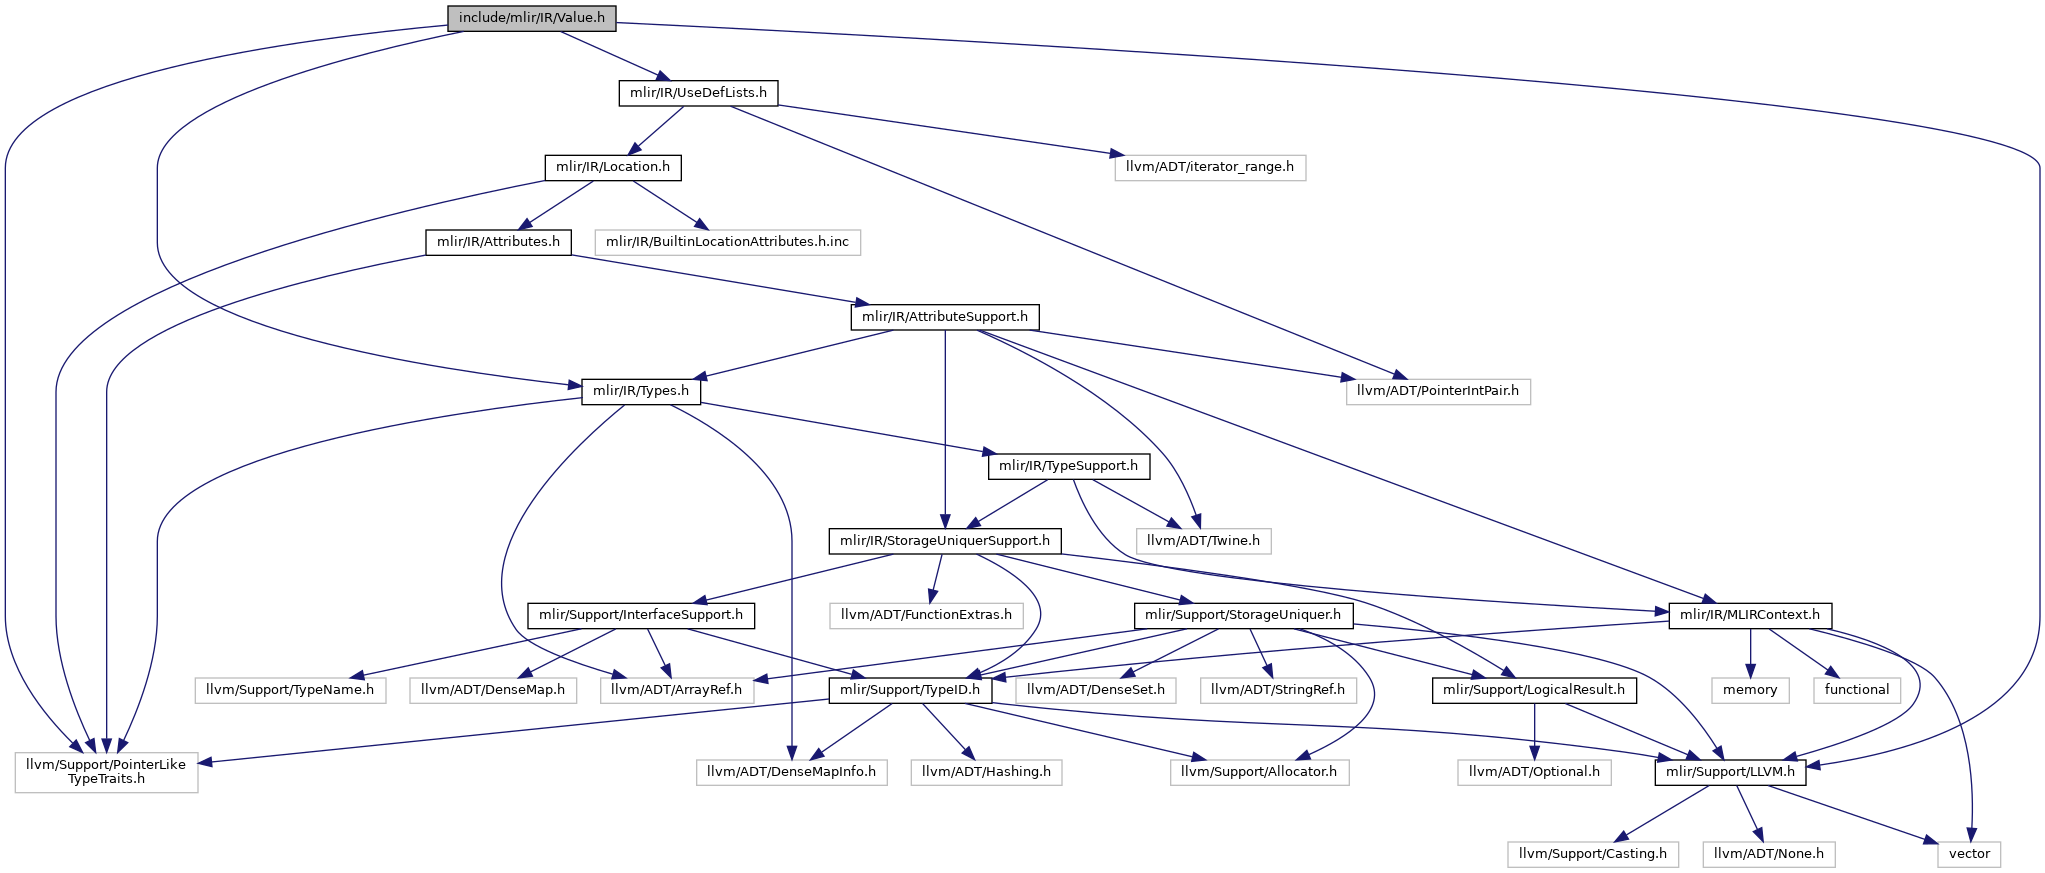 include/mlir/IR/Value.h
mlir/IR/UseDefLists.h
mlir/IR/Location.h
llvm/ADT/iterator_range.h
mlir/IR/Attributes.h
mlir/IR/BuiltinLocationAttributes.h.inc
mlir/IR/AttributeSupport.h
mlir/IR/Types.h
llvm/ADT/PointerIntPair.h
mlir/IR/TypeSupport.h
mlir/IR/StorageUniquerSupport.h
llvm/ADT/Twine.h
mlir/Support/InterfaceSupport.h
llvm/ADT/FunctionExtras.h
mlir/Support/StorageUniquer.h
mlir/IR/MLIRContext.h
llvm/Support/TypeName.h
llvm/ADT/DenseMap.h
llvm/ADT/ArrayRef.h
mlir/Support/TypeID.h
llvm/ADT/DenseSet.h
llvm/ADT/StringRef.h
mlir/Support/LogicalResult.h
memory
functional
llvm/Support/PointerLike
TypeTraits.h
llvm/ADT/DenseMapInfo.h
llvm/ADT/Hashing.h
llvm/Support/Allocator.h
llvm/ADT/Optional.h
mlir/Support/LLVM.h
llvm/Support/Casting.h
llvm/ADT/None.h
vector